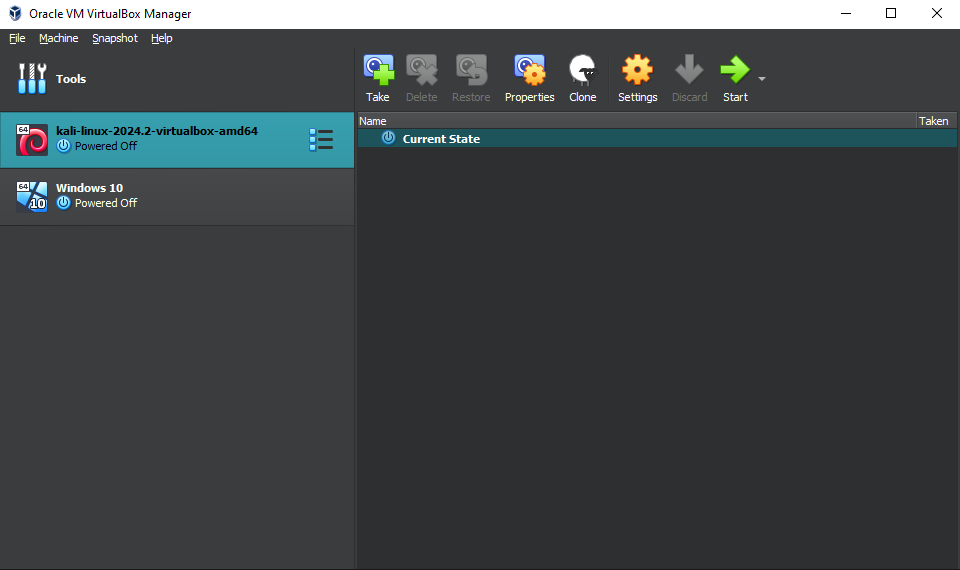 Oracle VM VirtualBox Manager
File Machine Snapshot Help
Tools
Take Delete Restore Properties Clone Settings Discard Start
64
kali-linux-2024.2-virtualbox-amd64
Powered Off
64
10
Windows 10
Powered Off
Name Taken
Current State